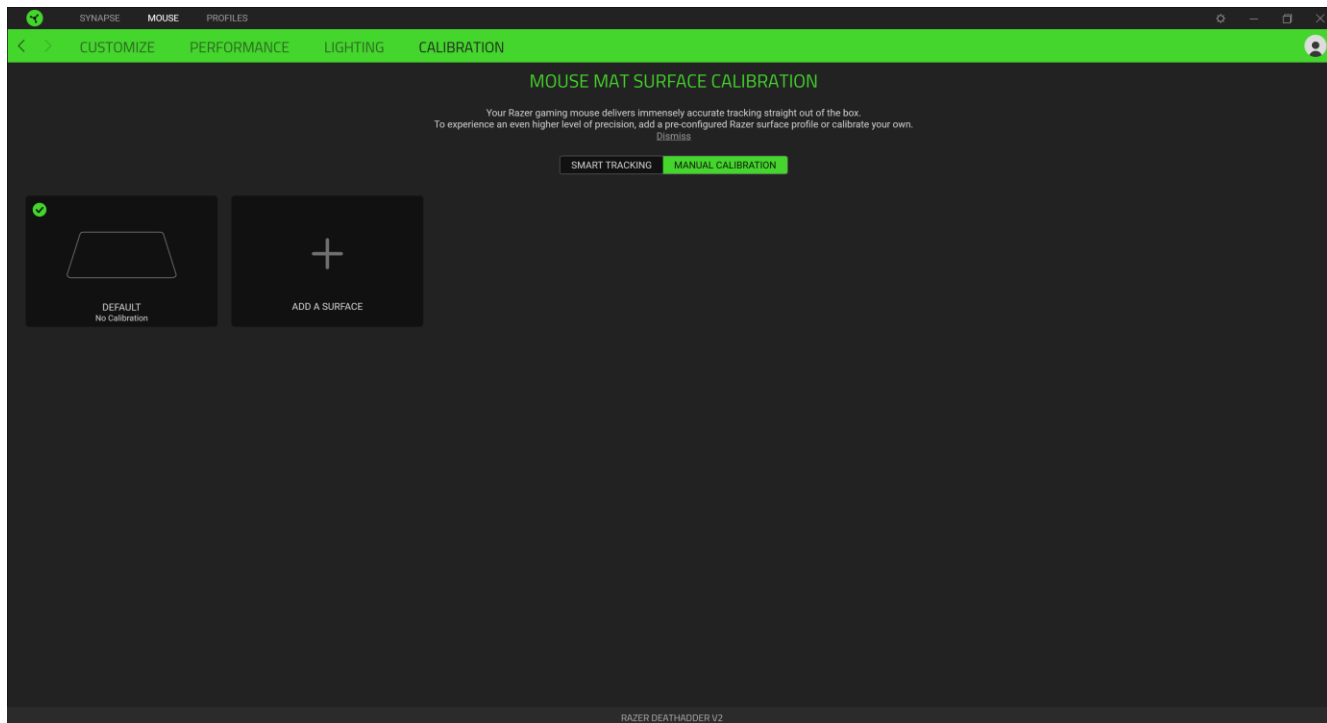 SYNAPSE MOUSE PROFILES
CUSTOMIZE PERFORMANCE LIGHTING CALIBRATION
MOUSE MAT SURFACE CALIBRATION
Your Razer gaming mouse delivers immensely accurate tracking straight out of the box.
To experience an even higher level of precision, add a pre-configured Razer surface profile or calibrate your own.
Dismiss
SMART TRACKING MANUAL CALIBRATION
DEFAULT
No Calibration
ADD A SURFACE
RAZER DEATHADDER V2